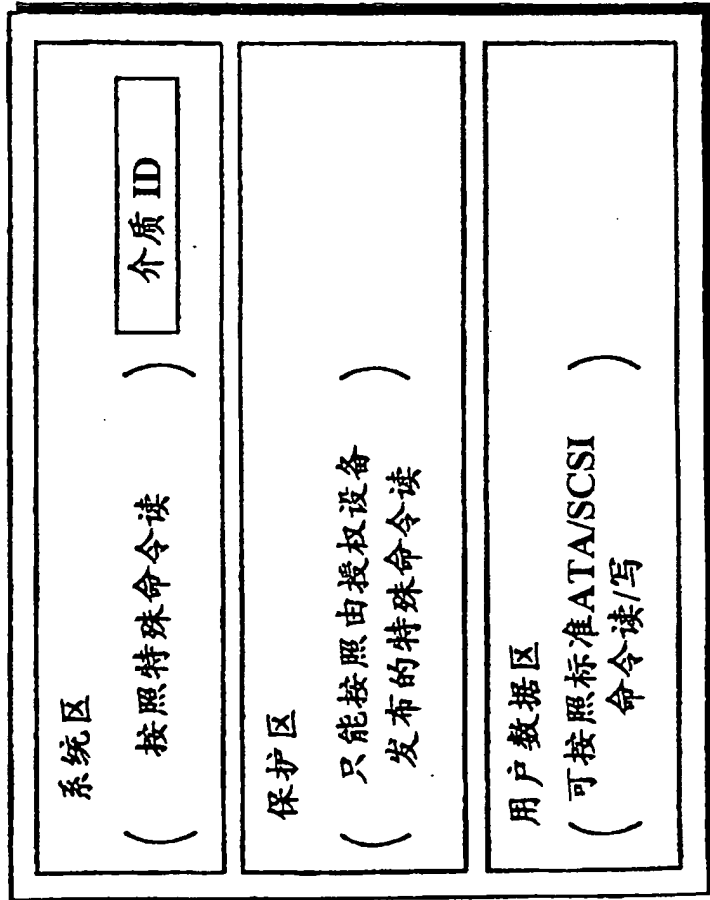 系统区
(按照特殊命令读)
介质 ID
保护区
(只能按照由授权设备
发布的特殊命令读)
用户数据区
(可按照标准ATA/SCSI
命令读/写)